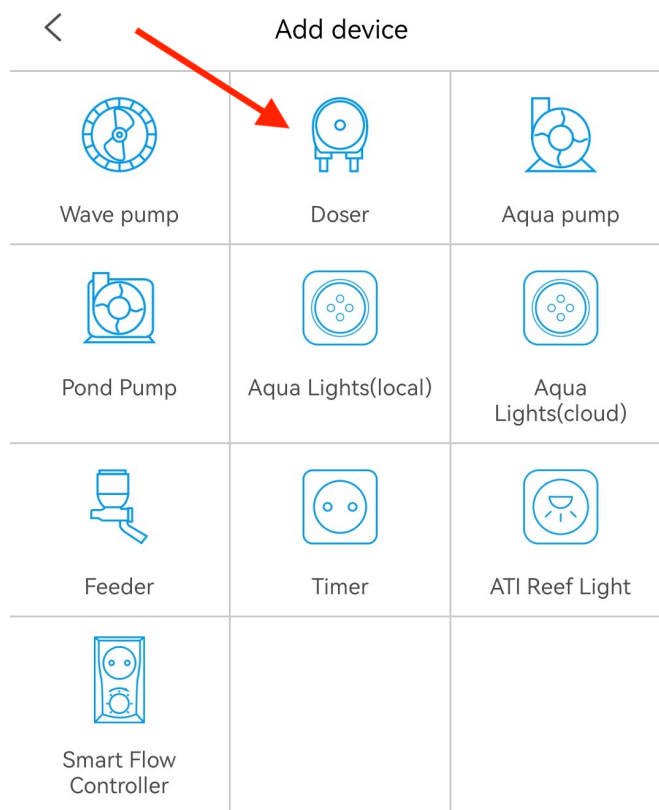 Add device
Wave pump
Doser
Aqua pump
Pond Pump
Aqua Lights(local)
Aqua
Lights(cloud)
Feeder
Timer
ATI Reef Light
Smart Flow
Controller